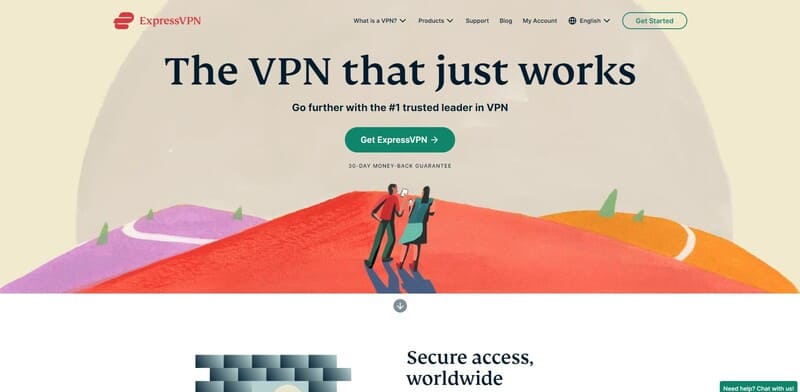 ExpressVPN
What is a VPN? Products Support Blog My Account English Get Started
The VPN that just works
Go further with the #1 trusted leader in VPN
Get ExpressVPN →
30-DAY MONEY-BACK GUARANTEE
Secure access,
worldwide
Need help? Chat with us!